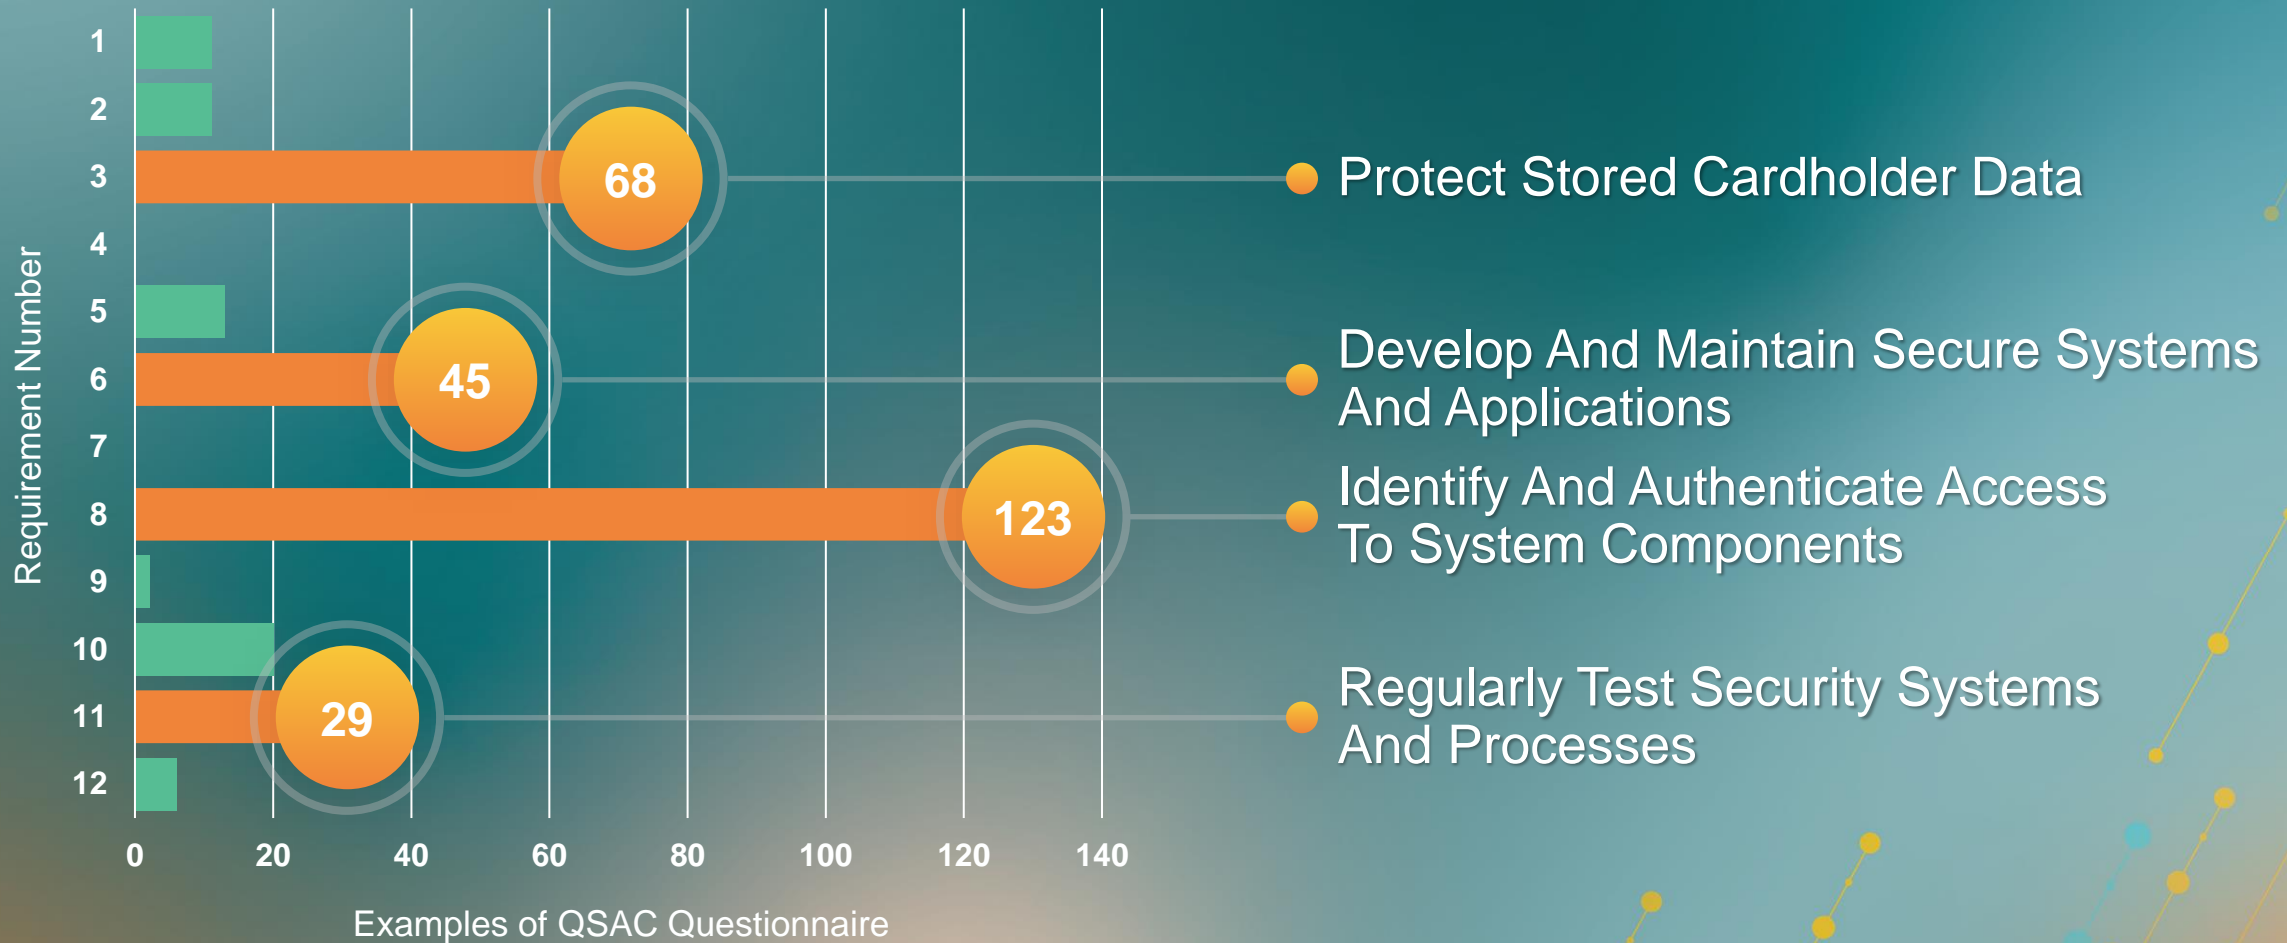 Requirement Number
1
2
3
4
5
6
7
8
9
10
11
12
68
45
123
29
0 20 40 60 80 100 120 140
Examples of QSAC Questionnaire
Protect Stored Cardholder Data
Develop And Maintain Secure Systems
And Applications
Identify And Authenticate Access
To System Components
Regularly Test Security Systems
And Processes